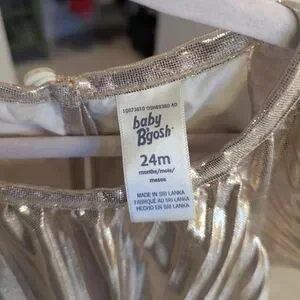 baby
B'gosh®
24m
months/mois/
meses
MADE IN SRI LANKA
FABRIQUÉ AU SRI LANKA
HECHO EN SRI LANKA